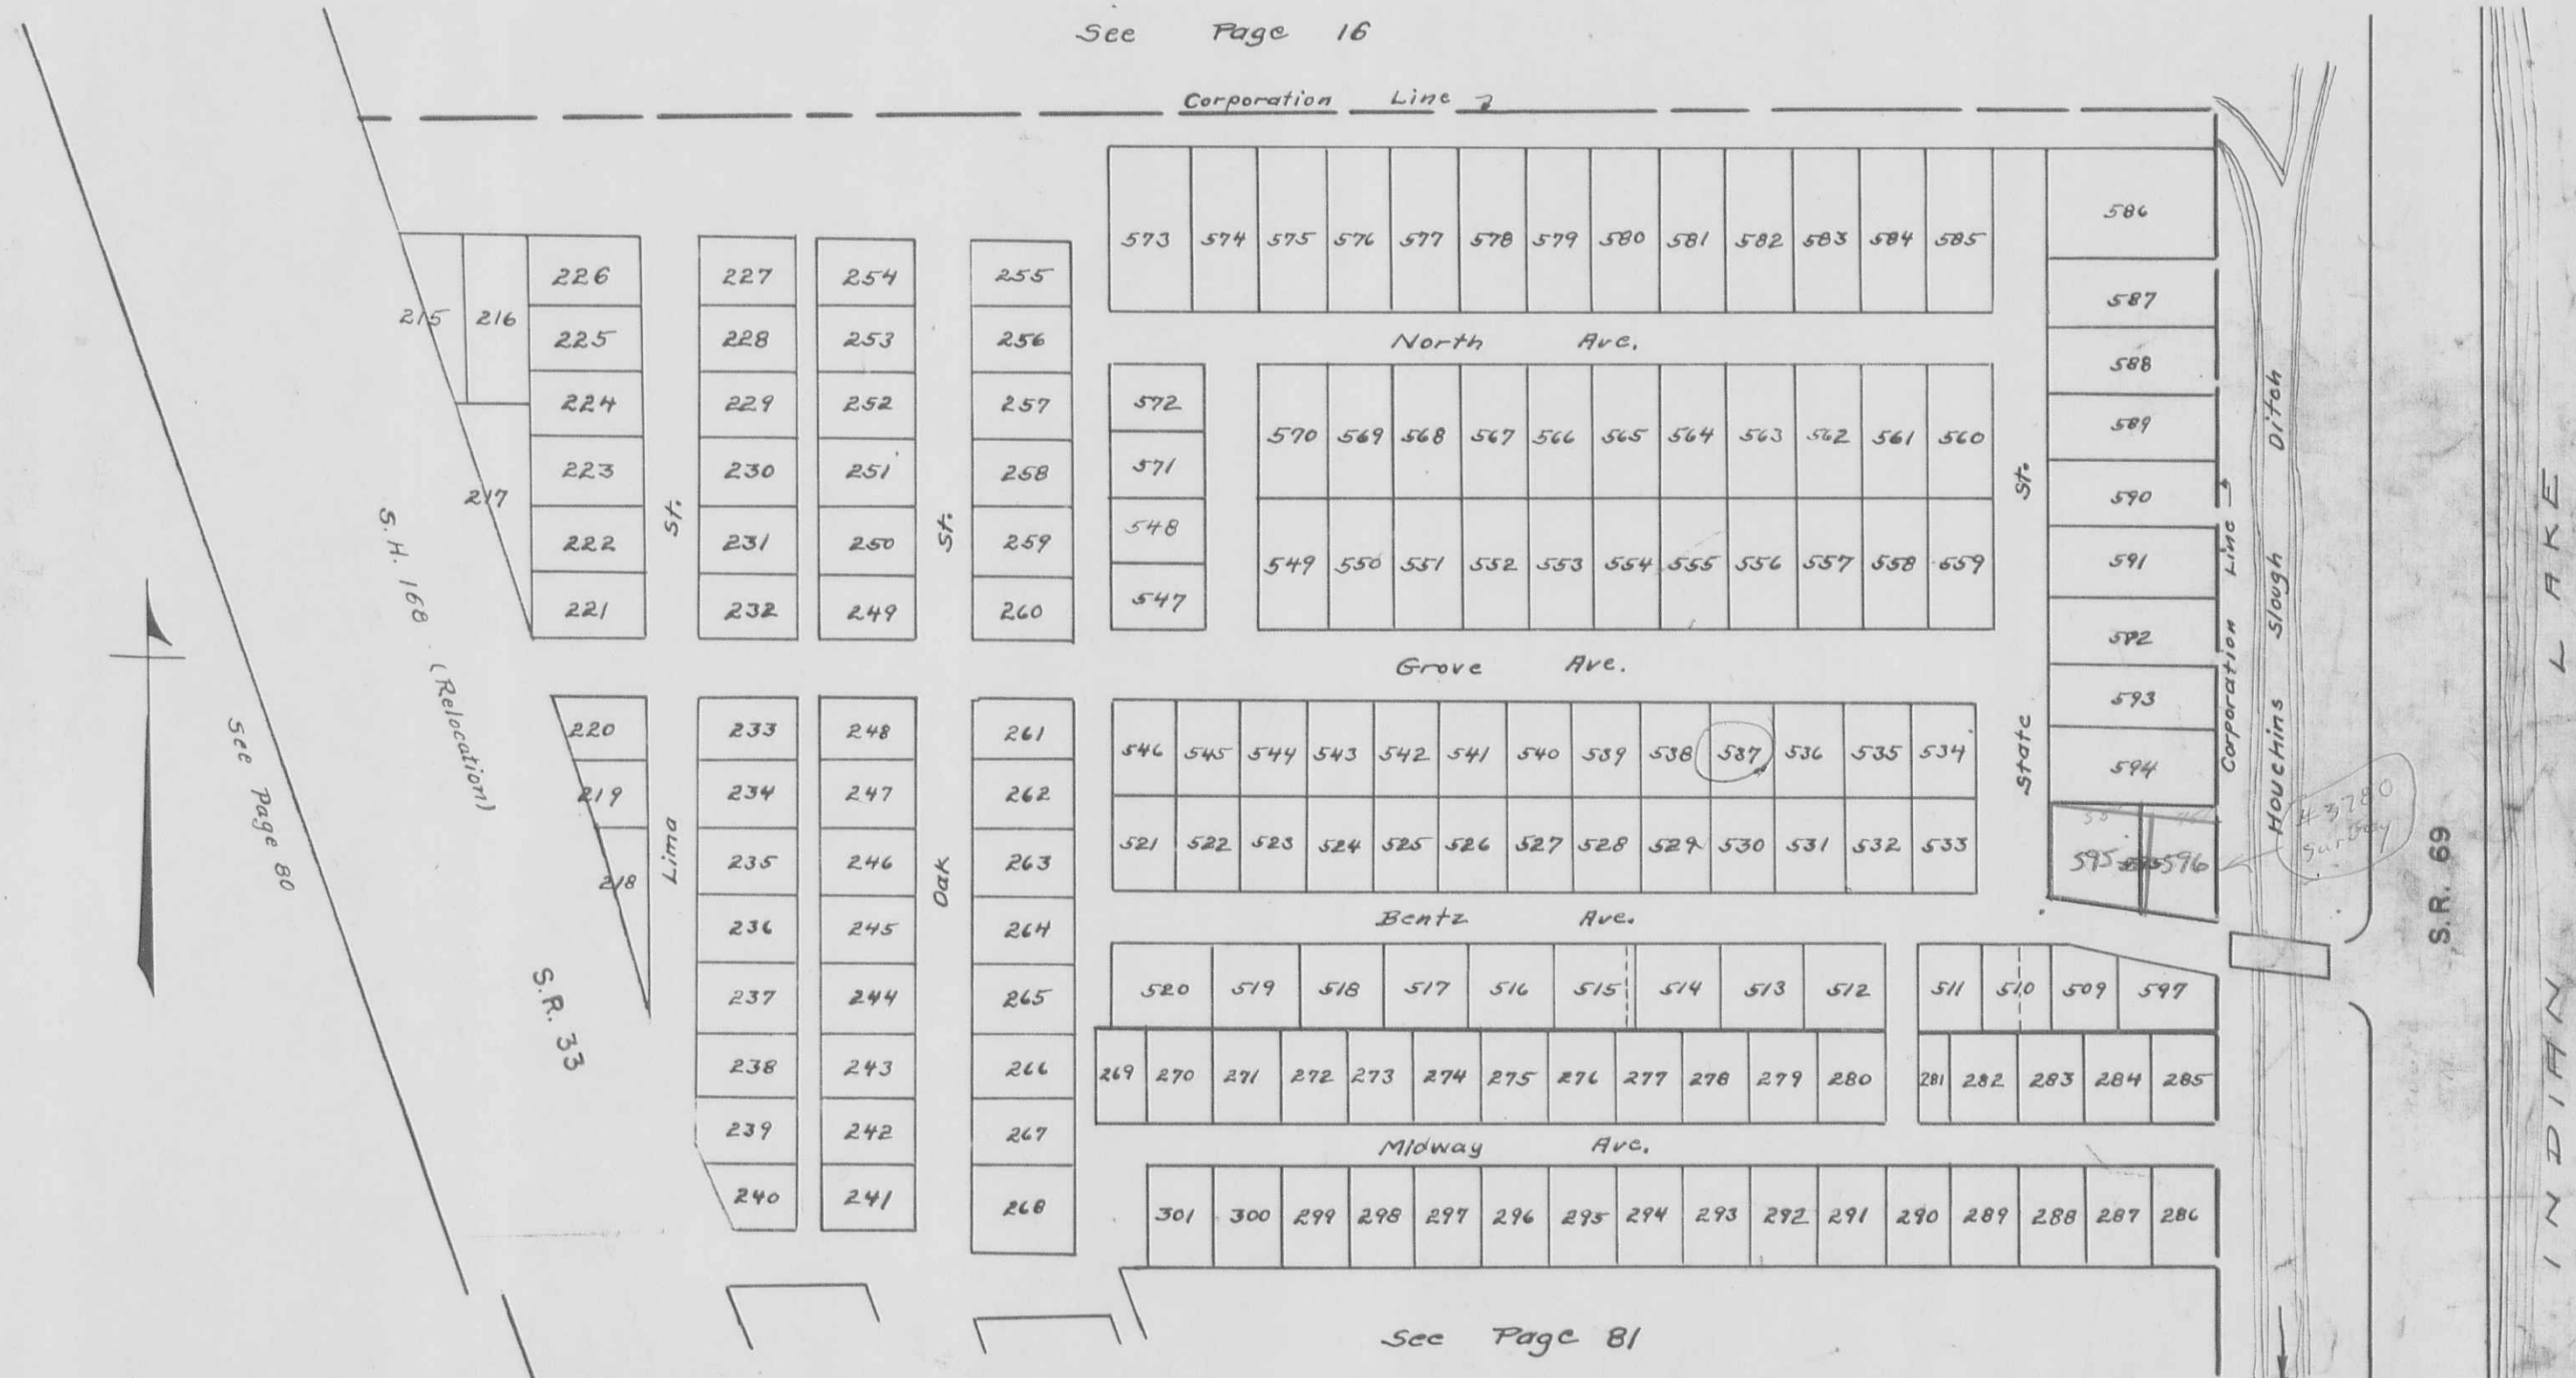 See Page 16
Corporation Line
573 574 575 576 577 578 579 580 581 582 583 584 585
586
587
588
589
590
591
592
593
594
595 596
North Ave.
215 216
217
226
225
224
223
222
221
220
219
218
St.
Lima
227
228
229
230
231
232
233
234
235
236
237
238
239
240
254
253
252
251
250
249
248
247
246
245
244
243
242
241
St.
Oak
255
256
257
258
259
260
261
262
263
264
265
266
267
268
572
571
548
547
570 569 568 567 566 565 564 563 562 561 560
549 550 551 552 553 554 555 556 557 558 559
Grove Ave.
546 545 544 543 542 541 540 539 538 537 536 535 534
521 522 523 524 525 526 527 528 529 530 531 532 533
Bentz Ave.
520 519 518 517 516 515 514 513 512 511 510 509 597
269 270 271 272 273 274 275 276 277 278 279 280 281 282 283 284 285
Midway Ave.
301 300 299 298 297 296 295 294 293 292 291 290 289 288 287 286
See Page 81
State St.
Corporation Line
Houchins Slough Ditch
#3780
Survey
S.R. 69
INDIAN LAKE
S.H. 168 (Relocation)
S.R. 33
See Page 80